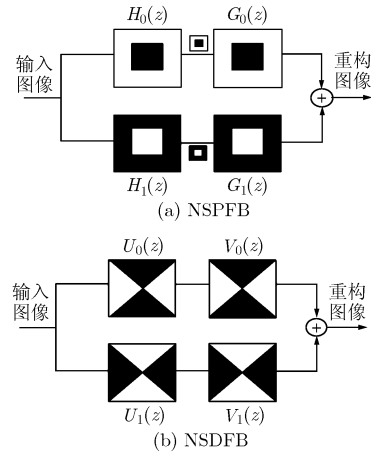 H₀(z) G₀(z)
输入
图像
重构
图像
+
H₁(z) G₁(z)
(a) NSPFB
U₀(z) V₀(z)
输入
图像
重构
图像
+
U₁(z) V₁(z)
(b) NSDFB